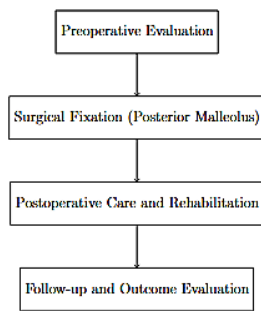 Preoperative Evaluation
Surgical Fixation (Posterior Malleolus)
Postoperative Care and Rehabilitation
Follow-up and Outcome Evaluation